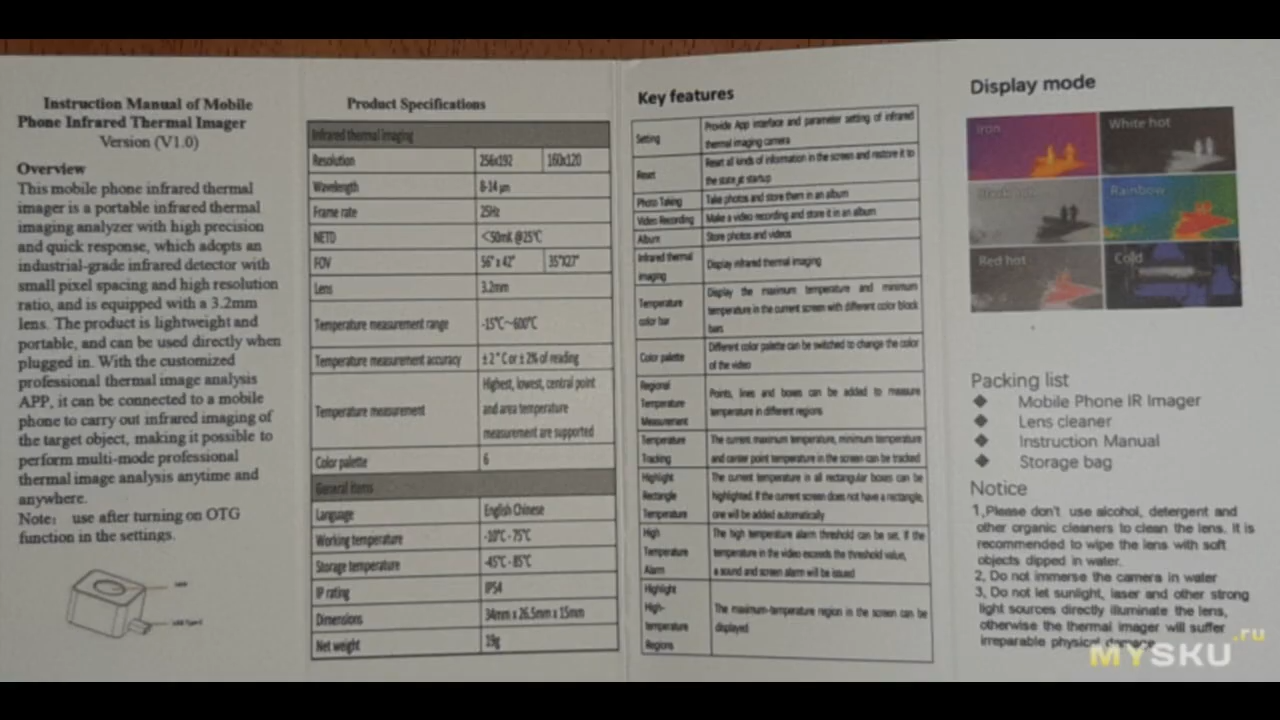 Instruction Manual of Mobile
Phone Infrared Thermal Imager
Version (V1.0)
Overview
This mobile phone infrared thermal
imager is a portable infrared thermal
imaging analyzer with high precision
and quick response, which adopts an
industrial-grade infrared detector with
small pixel spacing and high resolution
ratio, and is equipped with a 3.2mm
lens. The product is lightweight and
portable, and can be used directly when
plugged in. With the customized
professional thermal image analysis
APP, it can be connected to a mobile
phone to carry out infrared imaging of
the target object, making it possible to
perform multi-mode professional
thermal image analysis anytime and
anywhere.
Note: use after turning on OTG
function in the settings.
Product Specifications
Infrared thermal imaging
Resolution 256x192 160x120
Wavelength 8-14 μm
Frame rate 25Hz
NETD <50mK @25°C
FOV 56° x 42° 35°X27°
Lens 3.2mm
Temperature measurement range -15°C~600°C
Temperature measurement accuracy ±2°C or ±2% of reading
Temperature measurement
Highest, lowest, central point
and area temperature
measurement are supported
Color palette 6
General items
Language English Chinese
Working temperature -10°C - 75°C
Storage temperature -45°C - 85°C
IP rating IP54
Dimensions 34mm x 26.5mm x 15mm
Net weight 19g
Key features
Setting
Provide App interface and parameter setting of infrared
thermal imaging camera
Reset
Reset all kinds of information in the screen and restore it to
the state at startup
Photo Taking Take photos and store them in an album
Video Recording Make a video recording and store it in an album
Album Store photos and videos
Infrared thermal
imaging
Display infrared thermal imaging
Temperature
color bar
Display the maximum temperature and minimum
temperature in the current screen with different color block
bars
Color palette
Different color palette can be switched to change the color
of the video
Regional
Temperature
Measurement
Points, lines and boxes can be added to measure
temperature in different regions
Temperature
Tracking
The current maximum temperature, minimum temperature
and center point temperature in the screen can be tracked
Highlight
Rectangle
Temperature
The current temperature in all rectangular boxes can be
highlighted. If the current screen does not have a rectangle,
one will be added automatically
High
Temperature
Alarm
The high temperature alarm threshold can be set. If the
temperature in the video exceeds the threshold value,
a sound and screen alarm will be issued
Highlight
High-
temperature
Regions
The maximum-temperature region in the screen can be
displayed
Display mode
Iron
White hot
Rainbow
Red hot
Cold
Packing list
◆ Mobile Phone IR Imager
◆ Lens cleaner
◆ Instruction Manual
◆ Storage bag
Notice
1,Please don't use alcohol, detergent and
other organic cleaners to clean the lens. It is
recommended to wipe the lens with soft
objects dipped in water.
2, Do not immerse the camera in water
3, Do not let sunlight, laser and other strong
light sources directly illuminate the lens,
otherwise the thermal imager will suffer
irreparable physical damage
MYSKU.ru